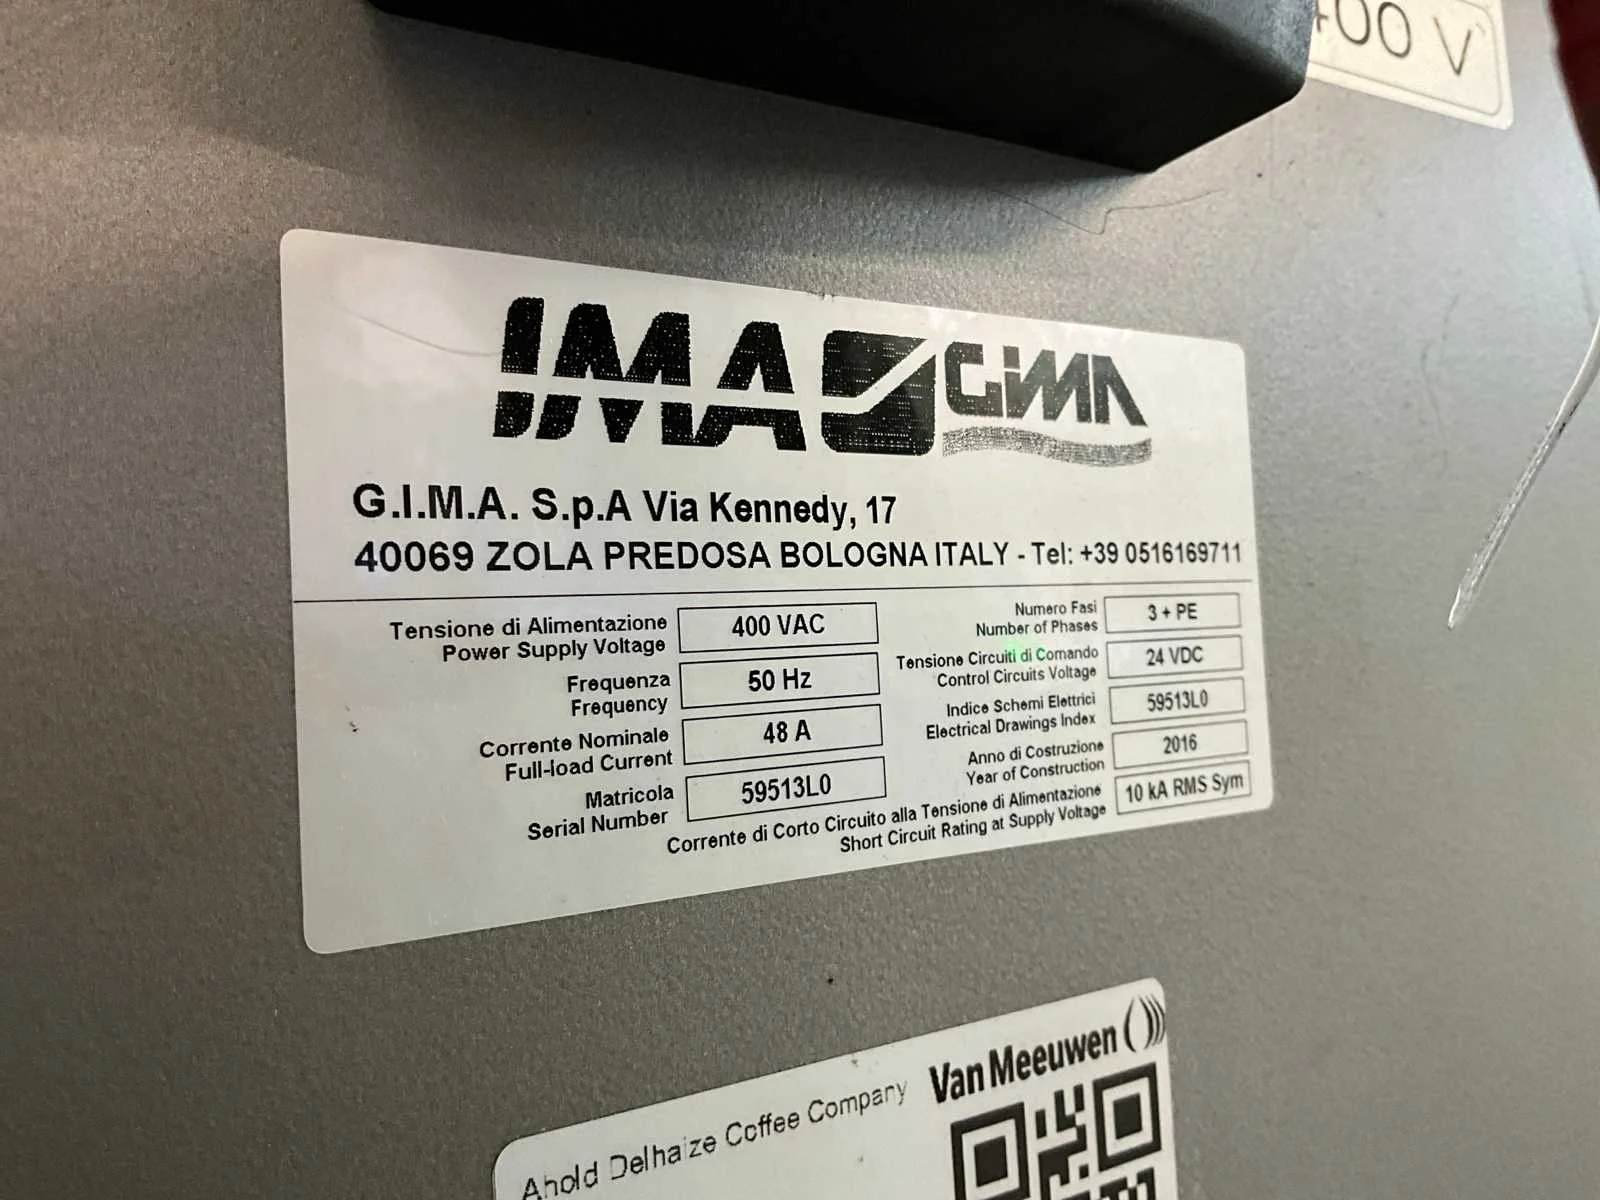 400 V
IMA GiMA
G.I.M.A. S.p.A Via Kennedy, 17
40069 ZOLA PREDOSA BOLOGNA ITALY - Tel: +39 0516169711
Tensione di Alimentazione
Power Supply Voltage
400 VAC
Frequenza
Frequency
50 Hz
Corrente Nominale
Full-load Current
48 A
Matricola
Serial Number
59513L0
Numero Fasi
Number of Phases
3 + PE
Tensione Circuiti di Comando
Control Circuits Voltage
24 VDC
Indice Schemi Elettrici
Electrical Drawings Index
59513L0
Anno di Costruzione
Year of Construction
2016
Corrente di Corto Circuito alla Tensione di Alimentazione
Short Circuit Rating at Supply Voltage
10 kA RMS Sym
Van Meeuwen
Ahold Delhaize Coffee Company